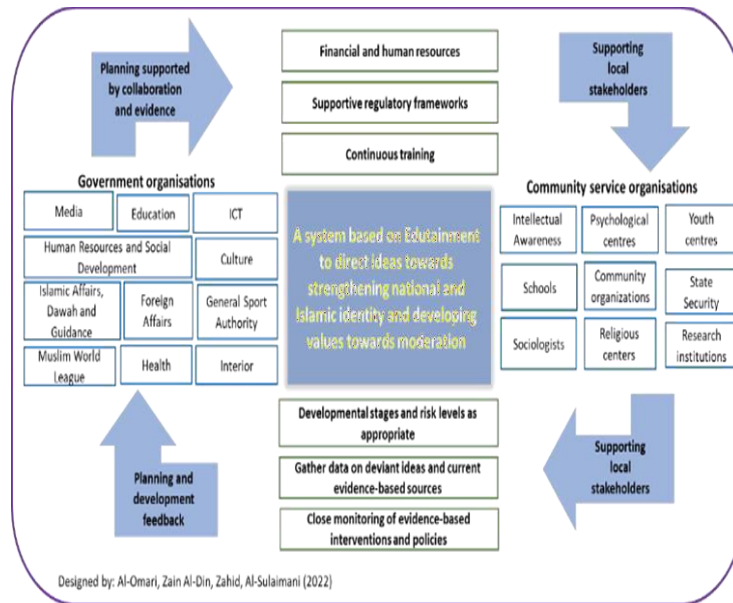 Planning supported
by collaboration
and evidence
Financial and human resources
Supportive regulatory frameworks
Continuous training
Supporting
local
stakeholders
Government organisations
Media
Education
ICT
Human Resources and Social
Development
Culture
Islamic Affairs,
Dawah and
Guidance
Foreign
Affairs
General Sport
Authority
Muslim World
League
Health
Interior
A system based on Edutainment
to direct ideas towards
strengthening national and
Islamic identity and developing
values towards moderation
Community service organisations
Intellectual
Awareness
Psychological
centres
Youth
centres
Schools
Community
organizations
State
Security
Sociologists
Religious
centers
Research
institutions
Planning and
development
feedback
Developmental stages and risk levels as
appropriate
Gather data on deviant ideas and current
evidence-based sources
Close monitoring of evidence-based
interventions and policies
Supporting
local
stakeholders
Designed by: Al-Omari, Zain Al-Din, Zahid, Al-Sulaimani (2022)